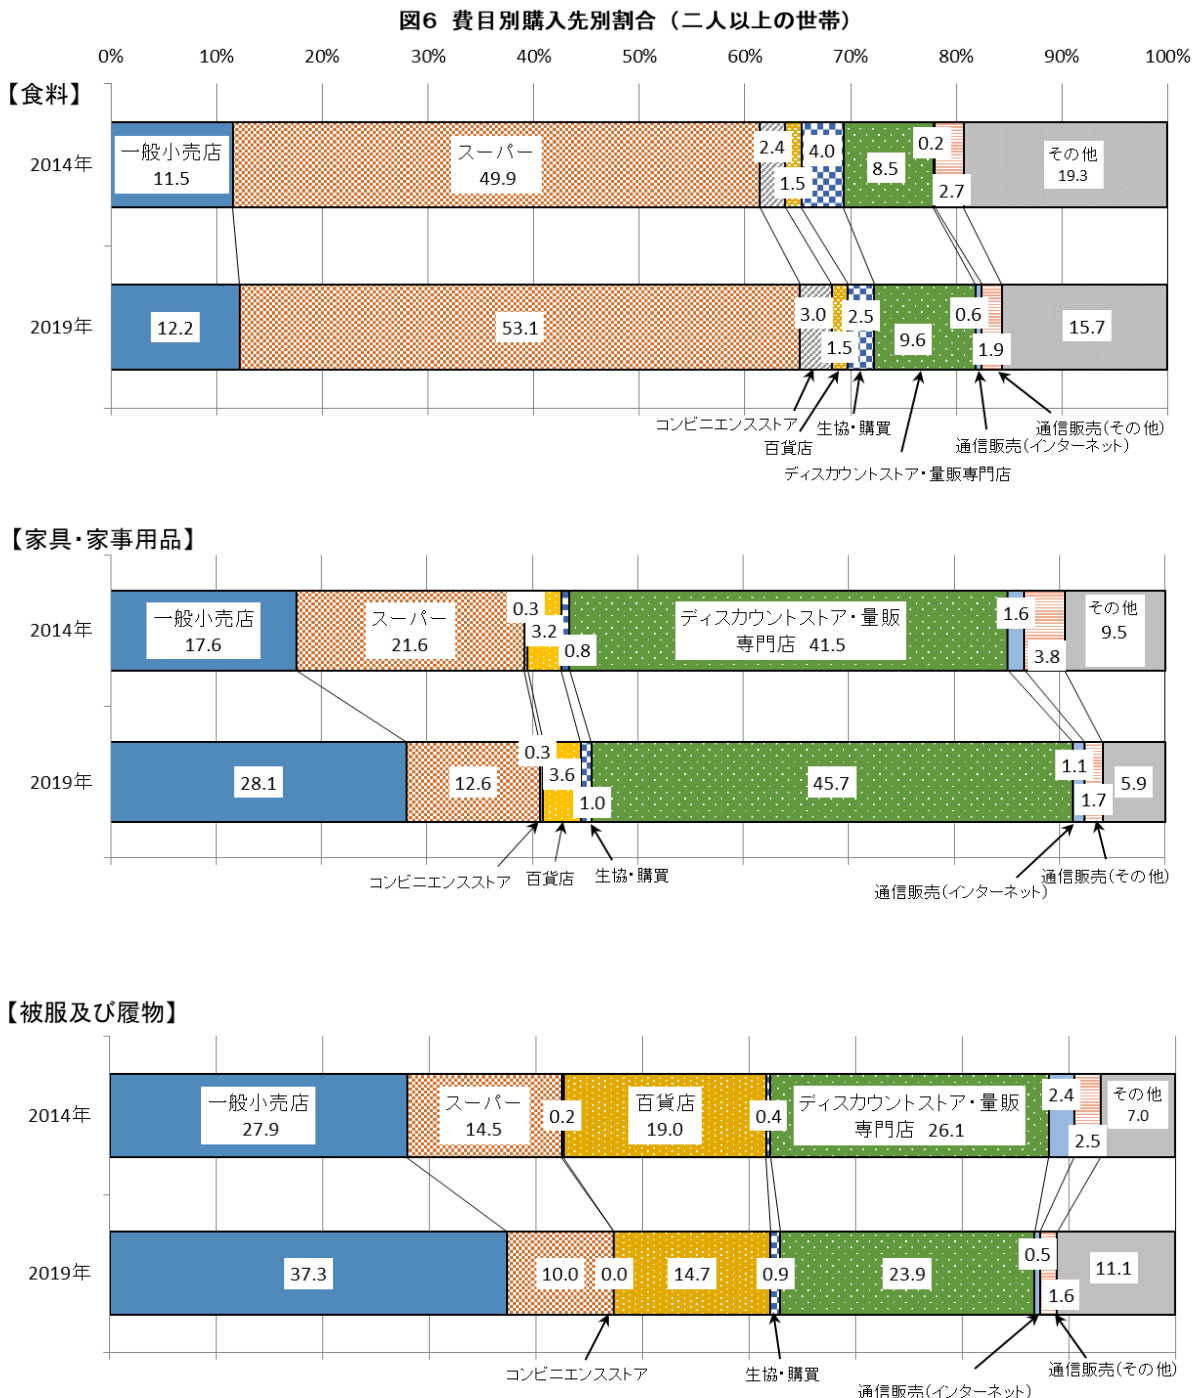 図6 費目別購入先別割合（二人以上の世帯）
0% 10% 20% 30% 40% 50% 60% 70% 80% 90% 100%
【食料】
2014年
一般小売店
11.5
スーパー
49.9
2.4
1.5
4.0
8.5
0.2
2.7
その他
19.3
2019年
12.2
53.1
3.0
1.5
2.5
9.6
0.6
1.9
15.7
コンビニエンスストア
百貨店
生協・購買
ディスカウントストア・量販専門店
通信販売(インターネット)
通信販売(その他)
【家具・家事用品】
2014年
一般小売店
17.6
スーパー
21.6
0.3
3.2
0.8
ディスカウントストア・量販
専門店 41.5
1.6
3.8
その他
9.5
2019年
28.1
12.6
0.3
3.6
1.0
45.7
1.1
1.7
5.9
コンビニエンスストア
百貨店
生協・購買
通信販売(インターネット)
通信販売(その他)
【被服及び履物】
2014年
一般小売店
27.9
スーパー
14.5
0.2
百貨店
19.0
0.4
ディスカウントストア・量販
専門店 26.1
2.4
2.5
その他
7.0
2019年
37.3
10.0
0.0
14.7
0.9
23.9
0.5
1.6
11.1
コンビニエンスストア
生協・購買
通信販売(インターネット)
通信販売(その他)